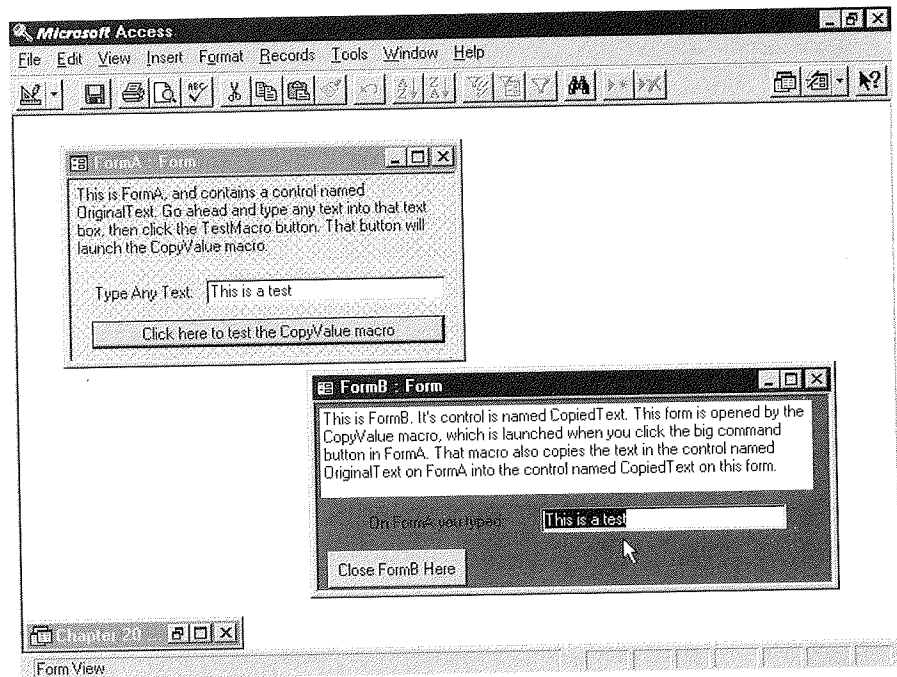 Microsoft Access
File Edit View Insert Format Records Tools Window Help
ABC
FormA : Form
This is FormA, and contains a control named
OriginalText. Go ahead and type any text into that text
box, then click the TestMacro button. That button will
launch the CopyValue macro.
Type Any Text: This is a test
Click here to test the CopyValue macro
FormB : Form
This is FormB. It's control is named CopiedText. This form is opened by the
CopyValue macro, which is launched when you click the big command
button in FormA. That macro also copies the text in the control named
OriginalText on FormA into the control named CopiedText on this form.
On FormA you typed: This is a test
Close FormB Here
Chapter 20
Form View